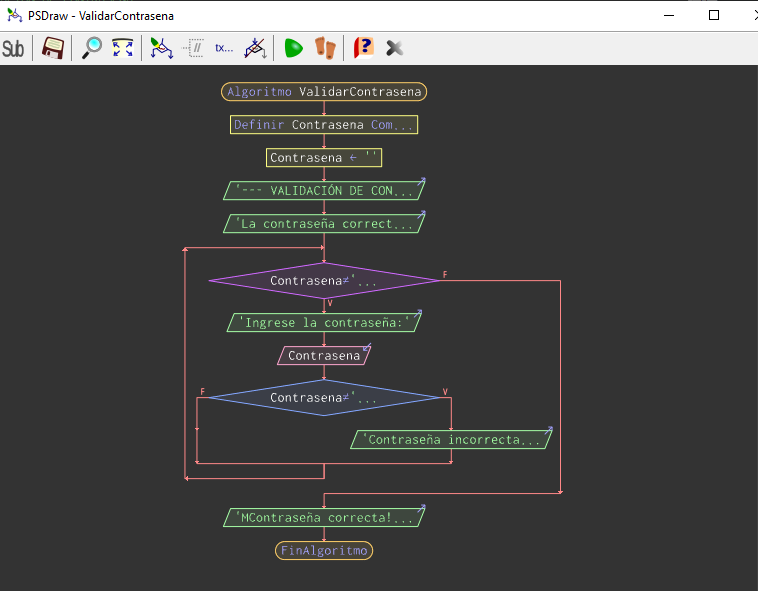 PSDraw - ValidarContrasena
Sub
tx...
Algoritmo ValidarContrasena
Definir Contrasena Com...
Contrasena ← ''
'--- VALIDACIÓN DE CON...
'La contraseña correct...
Contrasena≠'...
F
V
'Ingrese la contraseña:'
Contrasena
F
Contrasena≠'...
V
'Contraseña incorrecta...
'MContraseña correcta!...
FinAlgoritmo